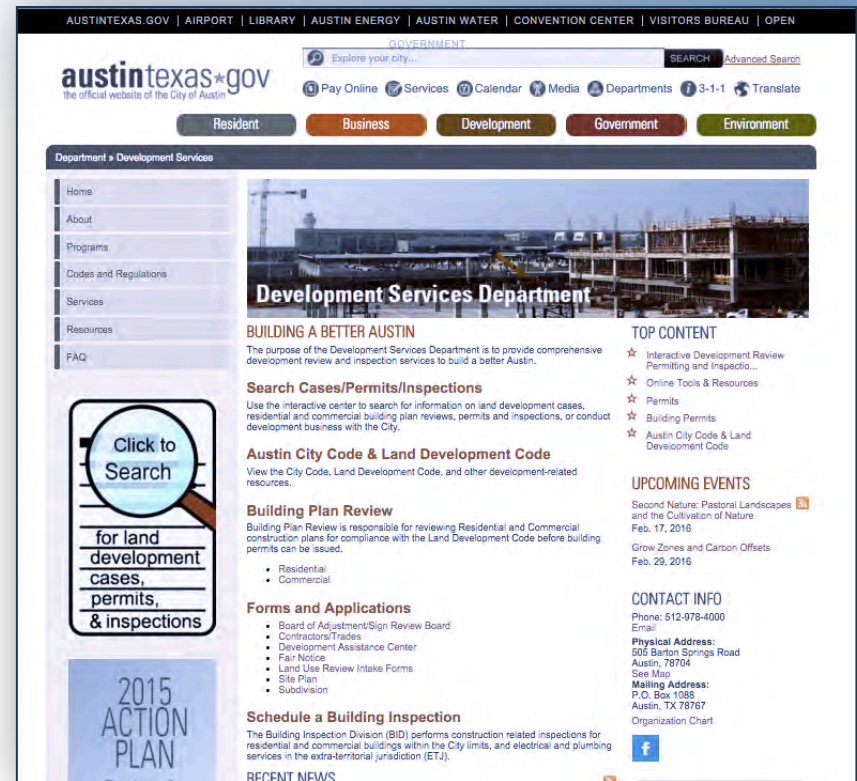 AUSTINTEXAS.GOV | AIRPORT | LIBRARY | AUSTIN ENERGY | AUSTIN WATER | CONVENTION CENTER | VISITORS BUREAU | OPEN
GOVERNMENT
Explore your city...
SEARCH
Advanced Search
austintexas*gov
the official website of the City of Austin
Pay Online
Services
Calendar
Media
Departments
3-1-1
Translate
Resident
Business
Development
Government
Environment
Department » Development Services
Home
About
Programs
Codes and Regulations
Services
Resources
FAQ
Click to
Search
for land
development
cases,
permits,
& inspections
2015
ACTION
PLAN
Development Services Department
BUILDING A BETTER AUSTIN
The purpose of the Development Services Department is to provide comprehensive
development review and inspection services to build a better Austin.
Search Cases/Permits/Inspections
Use the interactive center to search for information on land development cases,
residential and commercial building plan reviews, permits and inspections, or conduct
development business with the City.
Austin City Code & Land Development Code
View the City Code, Land Development Code, and other development-related
resources.
Building Plan Review
Building Plan Review is responsible for reviewing Residential and Commercial
construction plans for compliance with the Land Development Code before building
permits can be issued.
Residential
Commercial
Forms and Applications
Board of Adjustment/Sign Review Board
Contractors/Trades
Development Assistance Center
Fair Notice
Land Use Review Intake Forms
Site Plan
Subdivision
Schedule a Building Inspection
The Building Inspection Division (BID) performs construction related inspections for
residential and commercial buildings within the City limits, and electrical and plumbing
services in the extra-territorial jurisdiction (ETJ).
RECENT NEWS
TOP CONTENT
Interactive Development Review
Permitting and Inspectio...
Online Tools & Resources
Permits
Building Permits
Austin City Code & Land
Development Code
UPCOMING EVENTS
Second Nature: Pastoral Landscapes
and the Cultivation of Nature
Feb. 17, 2016
Grow Zones and Carbon Offsets
Feb. 29, 2016
CONTACT INFO
Phone: 512-978-4000
Email
Physical Address:
505 Barton Springs Road
Austin, 78704
See Map
Mailing Address:
P.O. Box 1088
Austin, TX 78767
Organization Chart
f